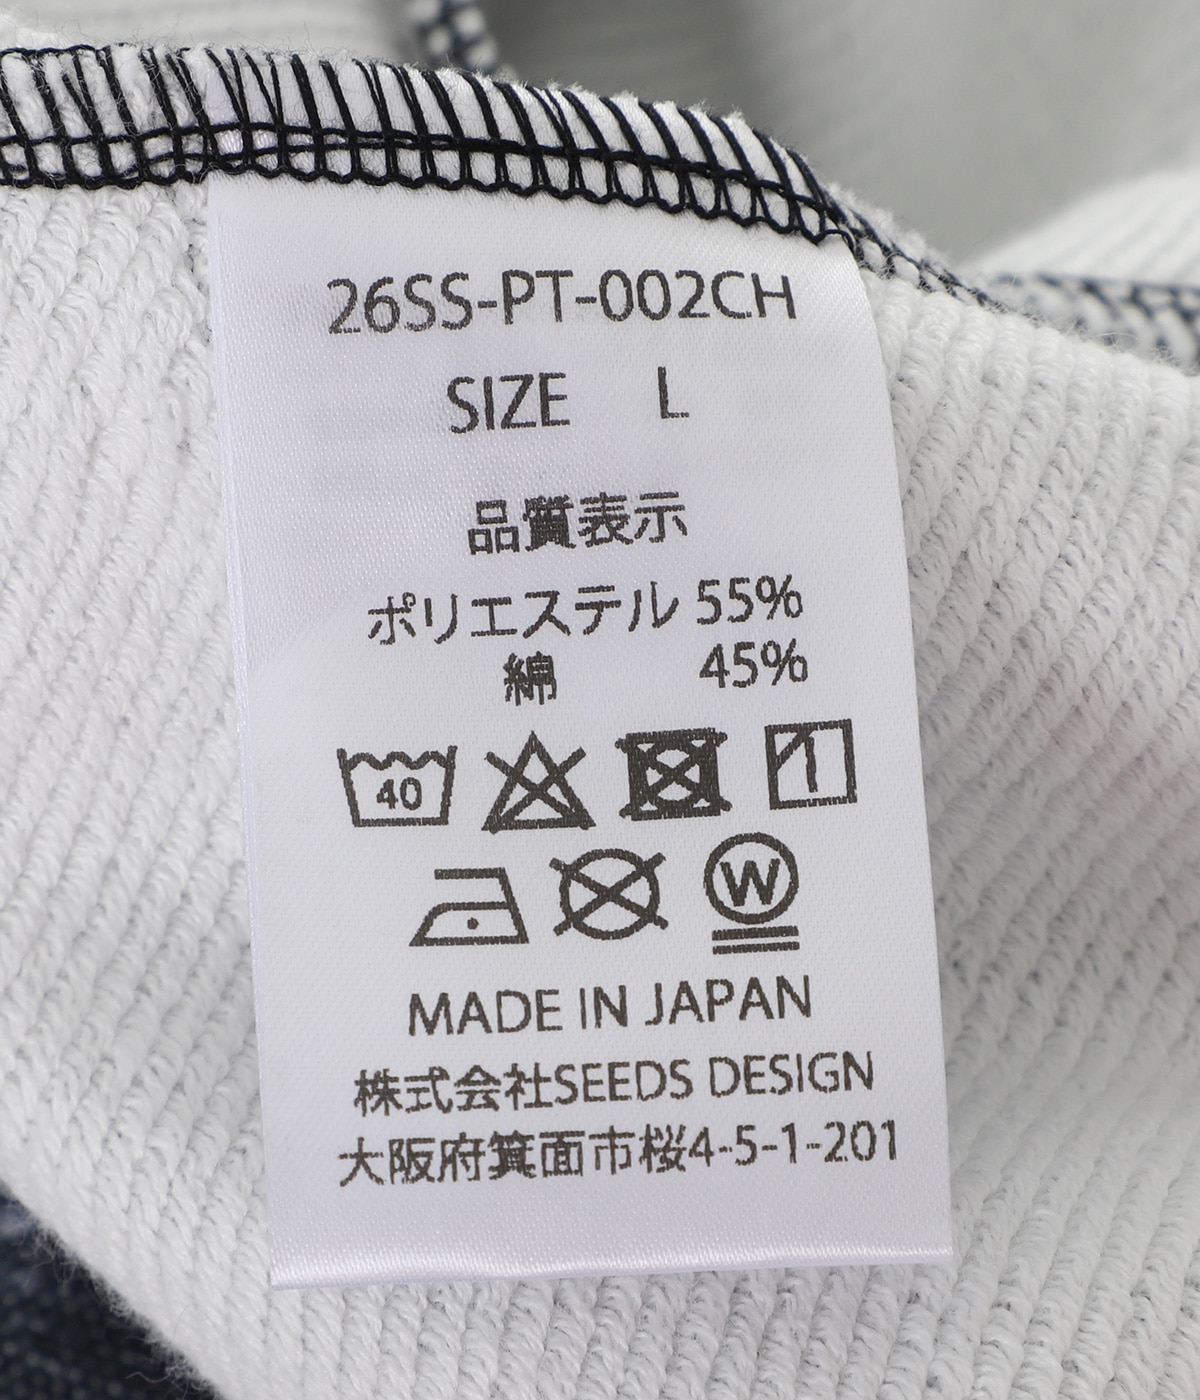 26SS-PT-002CH
SIZE L
品質表示
ポリエステル 55%
綿 45%
40
W
MADE IN JAPAN
株式会社SEEDS DESIGN
大阪府箕面市桜4-5-1-201